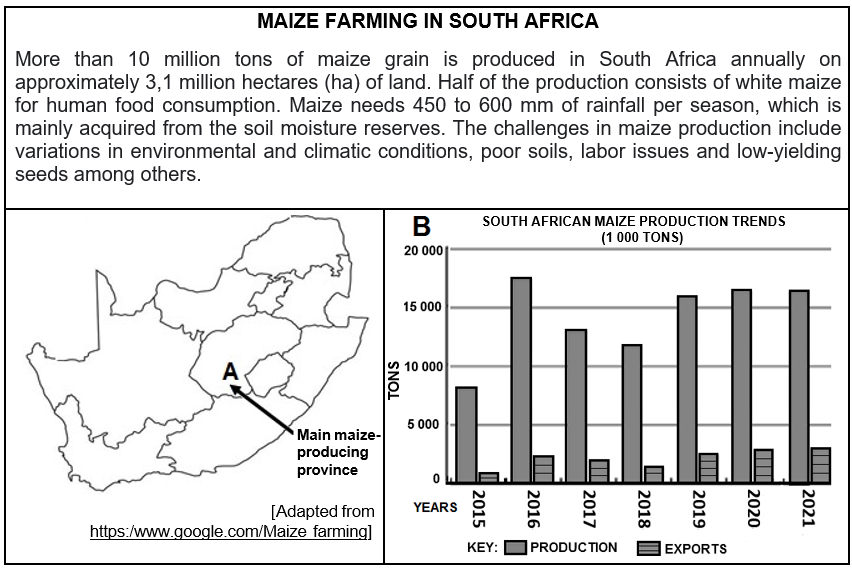 MAIZE FARMING IN SOUTH AFRICA
More than 10 million tons of maize grain is produced in South Africa annually on
approximately 3,1 million hectares (ha) of land. Half of the production consists of white maize
for human food consumption. Maize needs 450 to 600 mm of rainfall per season, which is
mainly acquired from the soil moisture reserves. The challenges in maize production include
variations in environmental and climatic conditions, poor soils, labor issues and low-yielding
seeds among others.
A
Main maize-
producing
province
[Adapted from
https:/www.google.com/Maize farming]
B
SOUTH AFRICAN MAIZE PRODUCTION TRENDS
(1 000 TONS)
20 000
15 000
10 000
5 000
0
TONS
YEARS
2015
2016
2017
2018
2019
2020
2021
KEY: PRODUCTION EXPORTS